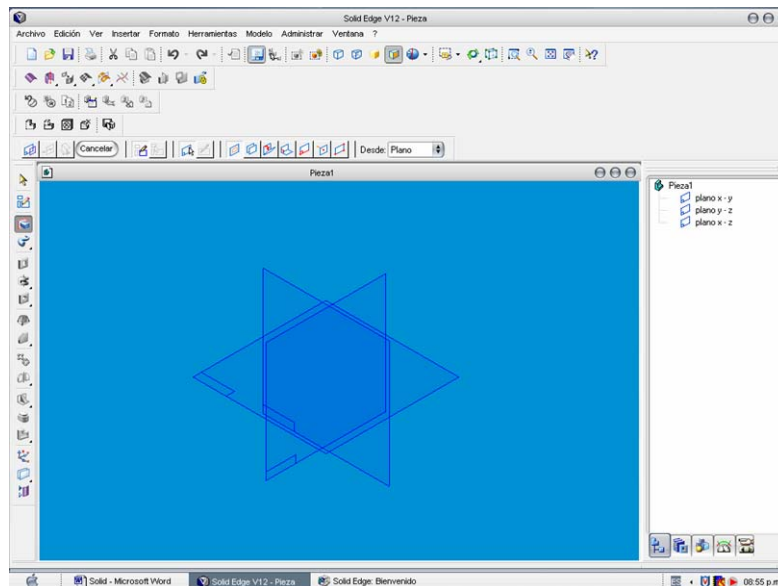 Solid Edge V12 - Pieza
Archivo Edición Ver Insertar Formato Herramientas Modelo Administrar Ventana ?
Cancelar Desde: Plano
Pieza1
Pieza1
plano x - y
plano y - z
plano x - z
Solid - Microsoft Word Solid Edge V12 - Pieza Solid Edge: Bienvenido ES 08:55 p.m